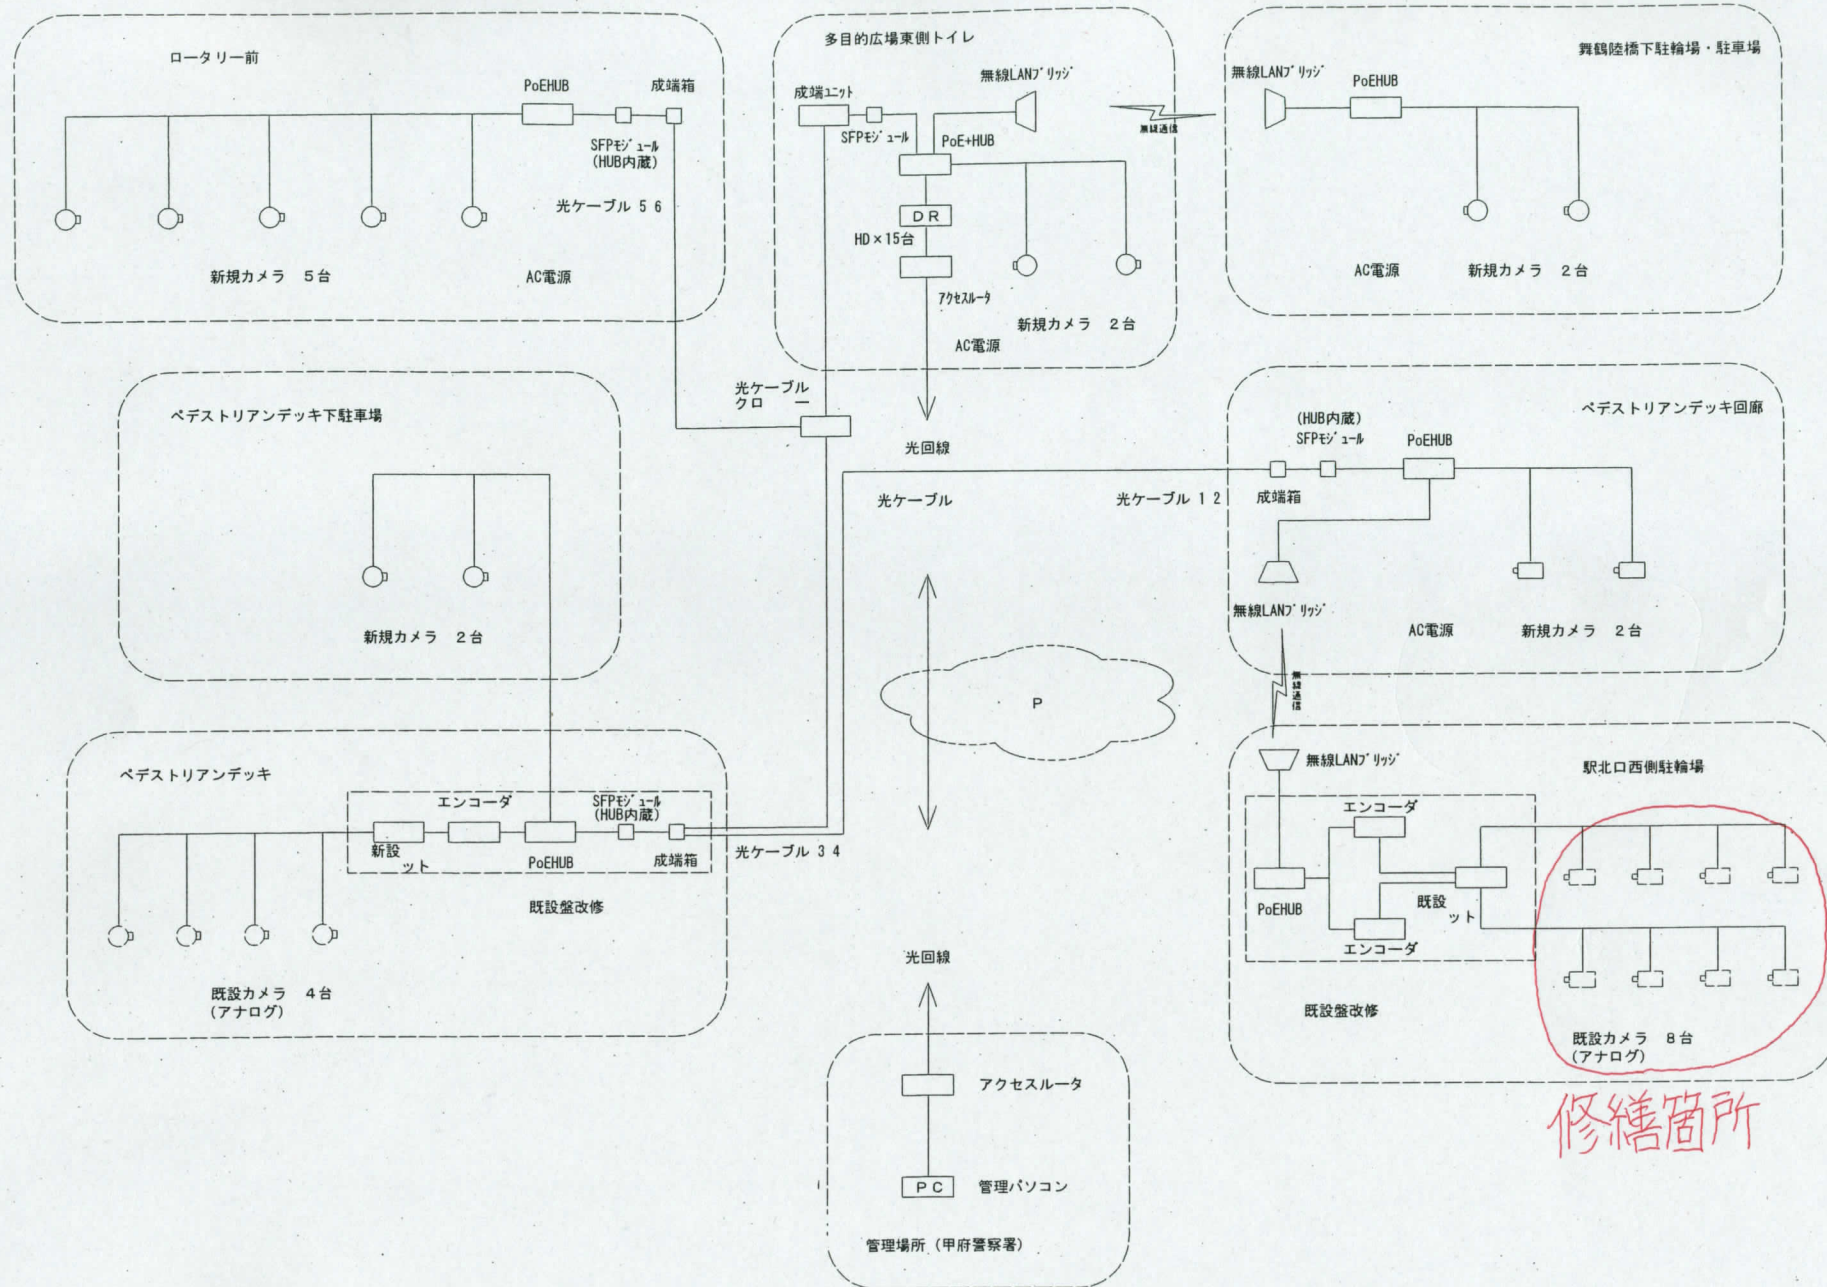 ロータリー前
PoEHUB
成端箱
SFPﾓｼﾞｭｰﾙ
(HUB内蔵)
光ケーブル 5 6
新規カメラ 5台
AC電源
多目的広場東側トイレ
無線LANﾌﾞﾘｯｼﾞ
成端ﾕﾆｯﾄ
SFPﾓｼﾞｭｰﾙ
PoE+HUB
無線通信
DR
HD×15台
ｱｸｾｽﾙｰﾀ
新規カメラ 2台
AC電源
舞鶴陸橋下駐輪場・駐車場
無線LANﾌﾞﾘｯｼﾞ
PoEHUB
AC電源
新規カメラ 2台
光ケーブル
クロー
光回線
ペデストリアンデッキ下駐車場
新規カメラ 2台
ペデストリアンデッキ回廊
(HUB内蔵)
SFPﾓｼﾞｭｰﾙ
PoEHUB
光ケーブル
光ケーブル 1 2
成端箱
無線LANﾌﾞﾘｯｼﾞ
AC電源
新規カメラ 2台
無線通信
P
ペデストリアンデッキ
エンコーダ
SFPﾓｼﾞｭｰﾙ
(HUB内蔵)
新設
ット
PoEHUB
成端箱
光ケーブル 3 4
既設盤改修
既設カメラ 4台
(アナログ)
無線LANﾌﾞﾘｯｼﾞ
駅北口西側駐輪場
エンコーダ
PoEHUB
既設
ット
エンコーダ
既設盤改修
既設カメラ 8台
(アナログ)
修繕箇所
光回線
アクセスルータ
PC
管理パソコン
管理場所（甲府警察署）